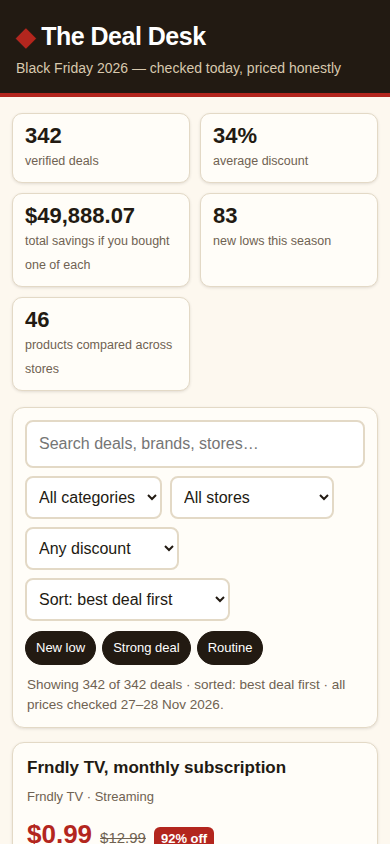 The Deal Desk
Black Friday 2026 — checked today, priced honestly
342
verified deals
34%
average discount
$49,888.07
total savings if you bought
one of each
83
new lows this season
46
products compared across
stores
Search deals, brands, stores…
All categories
All stores
Any discount
Sort: best deal first
New low
Strong deal
Routine
Showing 342 of 342 deals · sorted: best deal first · all
prices checked 27–28 Nov 2026.
Frndly TV, monthly subscription
Frndly TV · Streaming
$0.99 $12.99 92% off